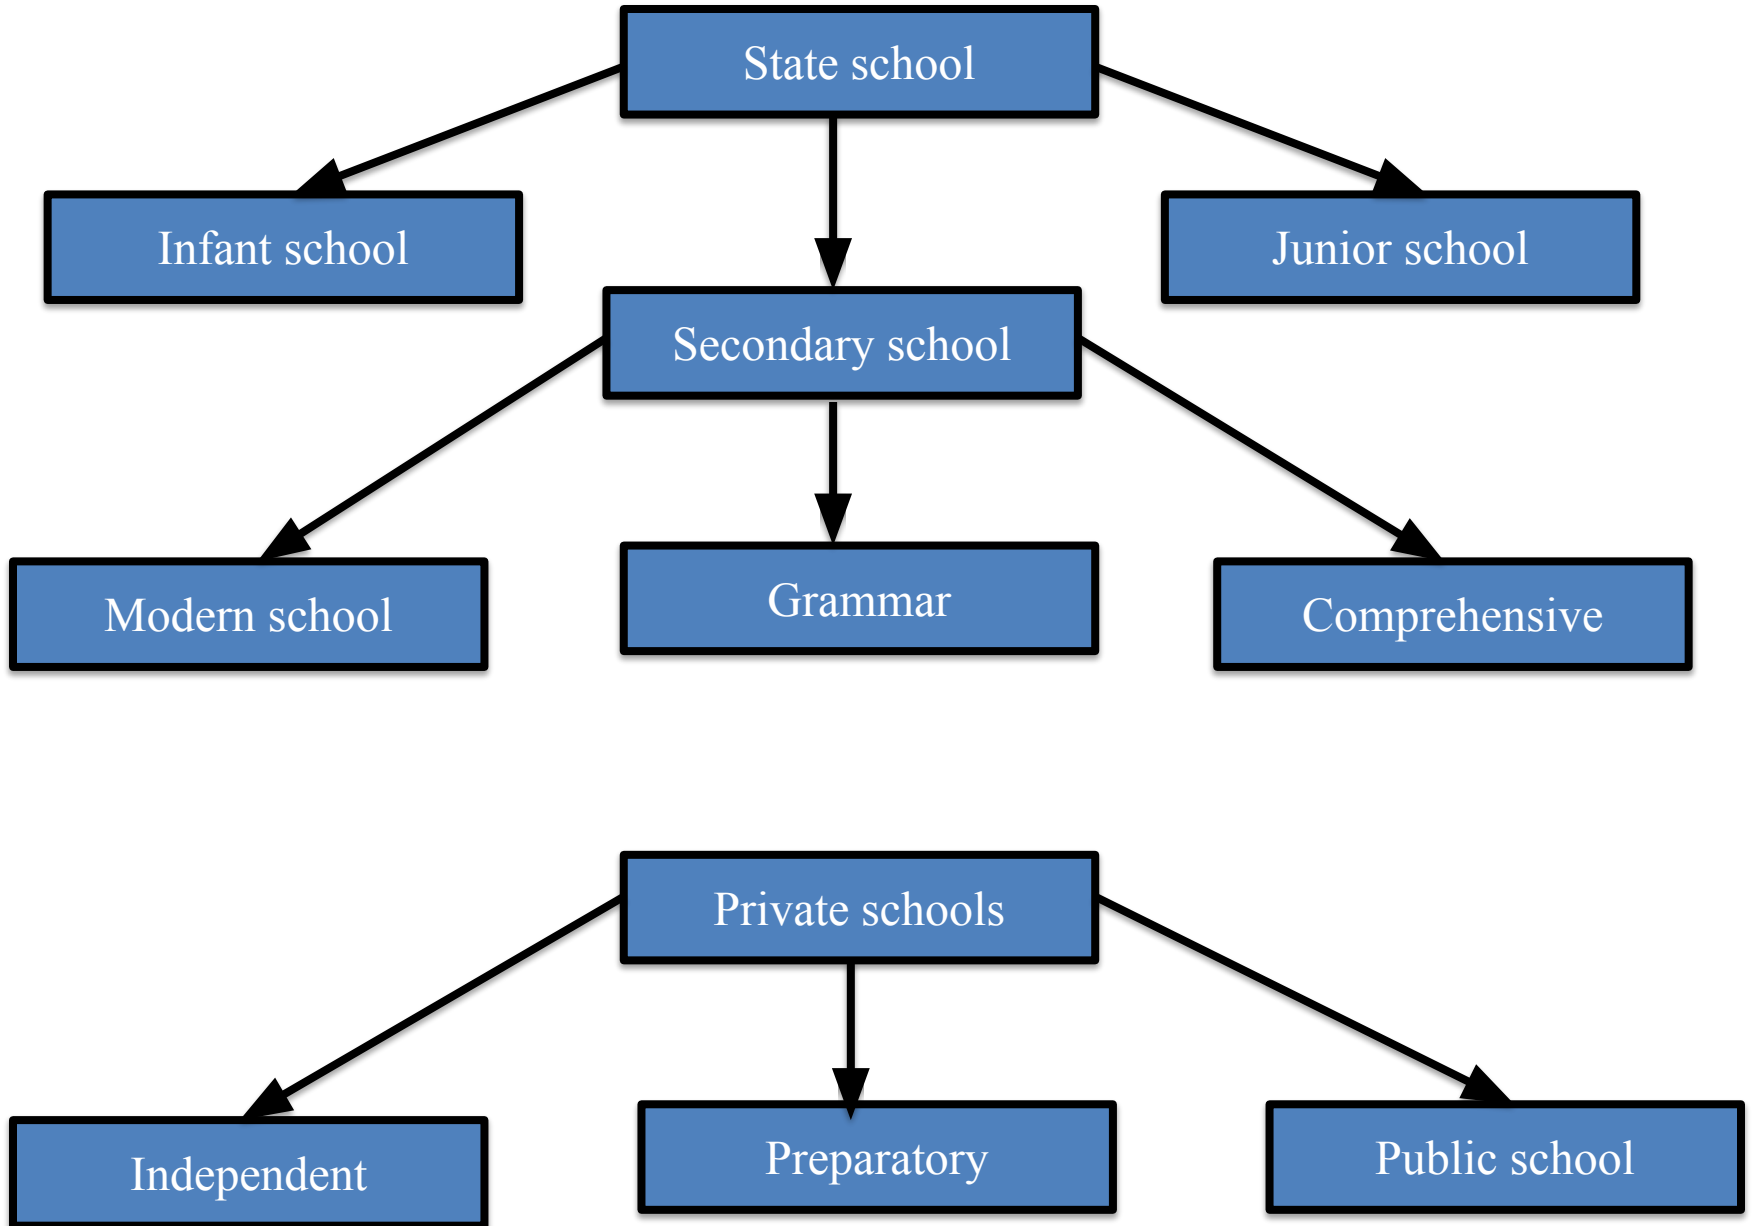 State school
Infant school
Junior school
Secondary school
Modern school
Grammar
Comprehensive
Private schools
Independent
Preparatory
Public school